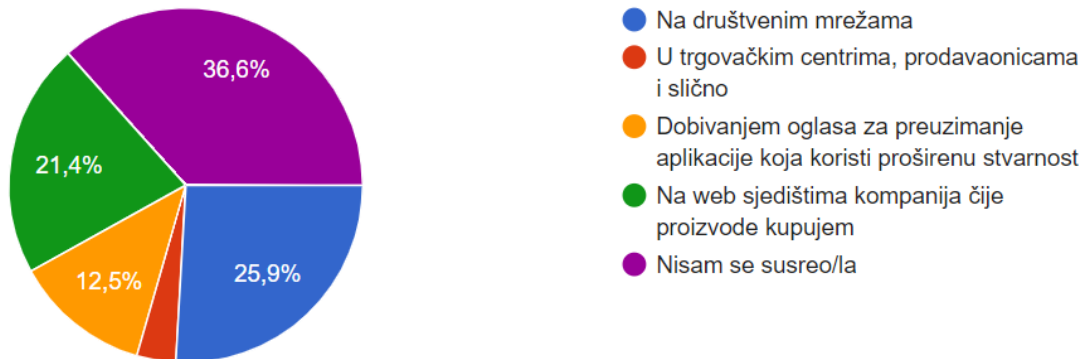 36,6%
21,4%
12,5%
25,9%
Na društvenim mrežama
U trgovačkim centrima, prodavaonicama
i slično
Dobivanjem oglasa za preuzimanje
aplikacije koja koristi proširenu stvarnost
Na web sjedištima kompanija čije
proizvode kupujem
Nisam se susreo/la